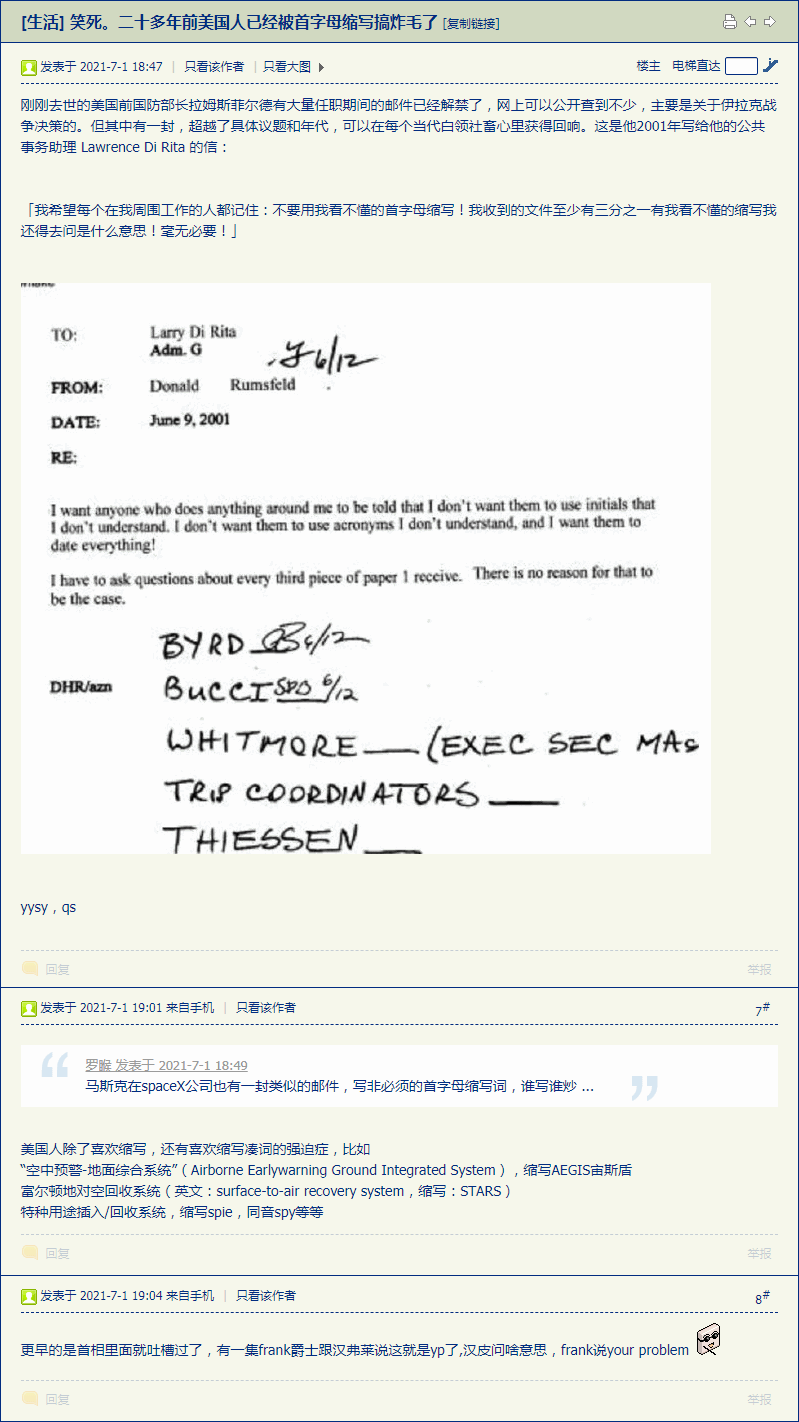 [生活] 笑死。二十多年前美国人已经被首字母缩写搞炸毛了 [复制链接]
发表于 2021-7-1 18:47 | 只看该作者 | 只看大图 楼主 电梯直达
刚刚去世的美国前国防部长拉姆斯菲尔德有大量任职期间的邮件已经解禁了，网上可以公开查到不少，主要是关于伊拉克战
争决策的。但其中有一封，超越了具体议题和年代，可以在每个当代白领社畜心里获得回响。这是他2001年写给他的公共
事务助理 Lawrence Di Rita 的信：
「我希望每个在我周围工作的人都记住：不要用我看不懂的首字母缩写！我收到的文件至少有三分之一有我看不懂的缩写我
还得去问是什么意思！毫无必要！」
TO: Larry Di Rita
Adm. G
6/12
FROM: Donald Rumsfeld
DATE: June 9, 2001
RE:
I want anyone who does anything around me to be told that I don't want them to use initials that
I don't understand. I don't want them to use acronyms I don't understand, and I want them to
date everything!
I have to ask questions about every third piece of paper 1 receive. There is no reason for that to
be the case.
BYRD 6/12
DHR/azn
BUCCI 6/12
WHITMORE (EXEC SEC MAs
TRIP COORDINATORS
THIESSEN
yysy，qs
回复 举报
发表于 2021-7-1 19:01 来自手机 | 只看该作者 7#
罗睺 发表于 2021-7-1 18:49
马斯克在spaceX公司也有一封类似的邮件，写非必须的首字母缩写词，谁写谁炒 ...
美国人除了喜欢缩写，还有喜欢缩写凑词的强迫症，比如
“空中预警-地面综合系统”（Airborne Earlywarning Ground Integrated System），缩写AEGIS宙斯盾
富尔顿地对空回收系统（英文：surface-to-air recovery system，缩写：STARS）
特种用途插入/回收系统，缩写spie，同音spy等等
回复 举报
发表于 2021-7-1 19:04 来自手机 | 只看该作者 8#
更早的是首相里面就吐槽过了，有一集frank爵士跟汉弗莱说这就是yp了,汉皮问啥意思，frank说your problem
回复 举报